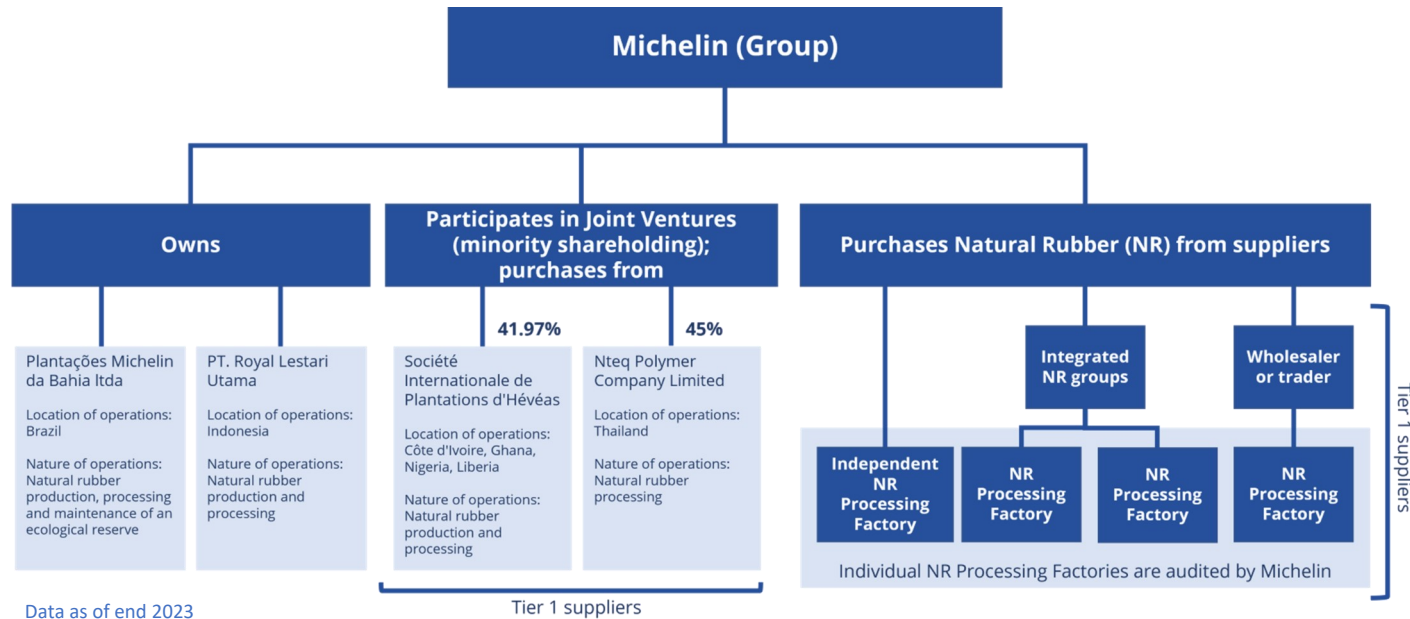 Michelin (Group)
Owns
Participates in Joint Ventures
(minority shareholding);
purchases from
Purchases Natural Rubber (NR) from suppliers
41.97%
45%
Plantações Michelin
da Bahia ltda
Location of operations:
Brazil
Nature of operations:
Natural rubber
production, processing
and maintenance of an
ecological reserve
PT. Royal Lestari
Utama
Location of operations:
Indonesia
Nature of operations:
Natural rubber
production and
processing
Société
Internationale de
Plantations d'Hévéas
Location of operations:
Côte d'Ivoire, Ghana,
Nigeria, Liberia
Nature of operations:
Natural rubber
production and
processing
Nteq Polymer
Company Limited
Location of operations:
Thailand
Nature of operations:
Natural rubber
processing
Integrated
NR groups
Wholesaler
or trader
Independent
NR
Processing
Factory
NR
Processing
Factory
NR
Processing
Factory
NR
Processing
Factory
Individual NR Processing Factories are audited by Michelin
Tier 1 suppliers
Tier 1 suppliers
Data as of end 2023